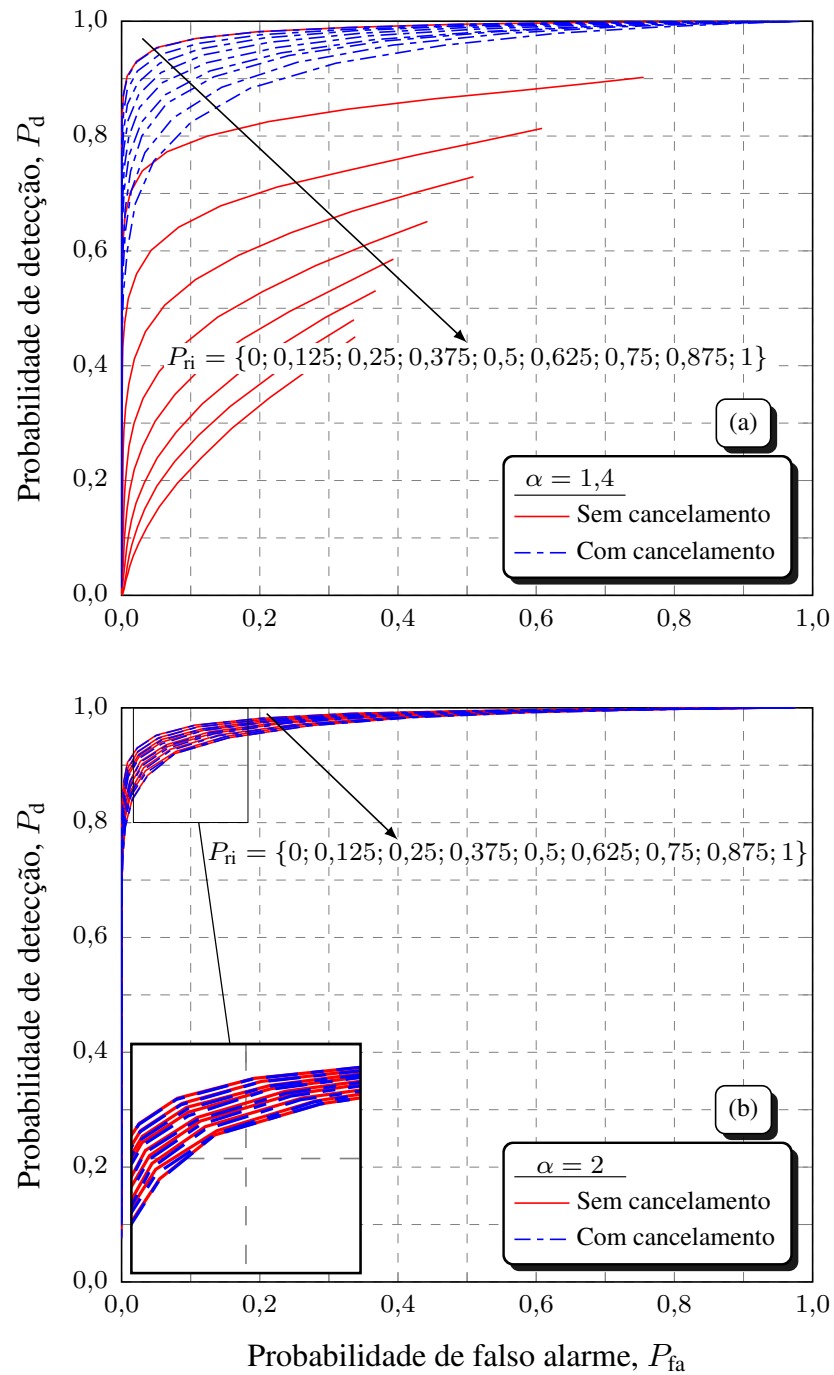 1,0
0,8
0,6
0,4
0,2
0,0
Probabilidade de detecção, P_d
P_ri = {0; 0,125; 0,25; 0,375; 0,5; 0,625; 0,75; 0,875; 1}
(a)
α = 1,4
Sem cancelamento
Com cancelamento
0,0 0,2 0,4 0,6 0,8 1,0
1,0
0,8
0,6
0,4
0,2
0,0
Probabilidade de detecção, P_d
P_ri = {0; 0,125; 0,25; 0,375; 0,5; 0,625; 0,75; 0,875; 1}
(b)
α = 2
Sem cancelamento
Com cancelamento
0,0 0,2 0,4 0,6 0,8 1,0
Probabilidade de falso alarme, P_fa